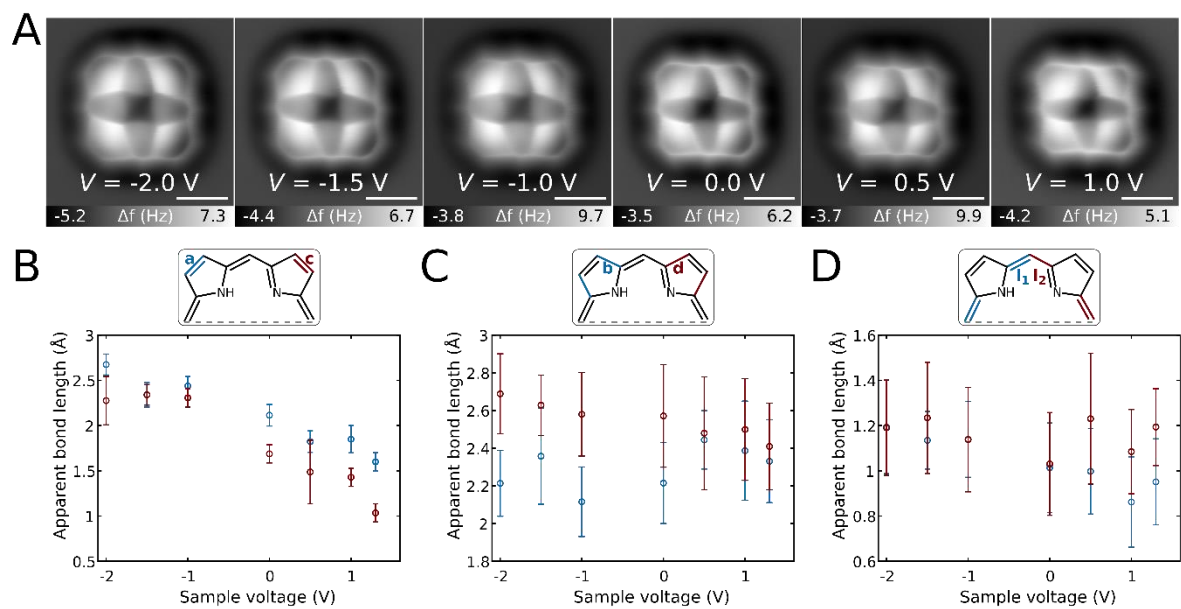 A
V = -2.0 V
V = -1.5 V
V = -1.0 V
V = 0.0 V
V = 0.5 V
V = 1.0 V
-5.2 Δf (Hz) 7.3
-4.4 Δf (Hz) 6.7
-3.8 Δf (Hz) 9.7
-3.5 Δf (Hz) 6.2
-3.7 Δf (Hz) 9.9
-4.2 Δf (Hz) 5.1
B
a
c
NH
N
Apparent bond length (Å)
3
2.5
2
1.5
1
0.5
-2
-1
0
1
Sample voltage (V)
C
b
d
NH
N
Apparent bond length (Å)
3
2.8
2.6
2.4
2.2
2
1.8
-2
-1
0
1
Sample voltage (V)
D
l₁
l₂
NH
N
Apparent bond length (Å)
1.6
1.4
1.2
1
0.8
0.6
-2
-1
0
1
Sample voltage (V)